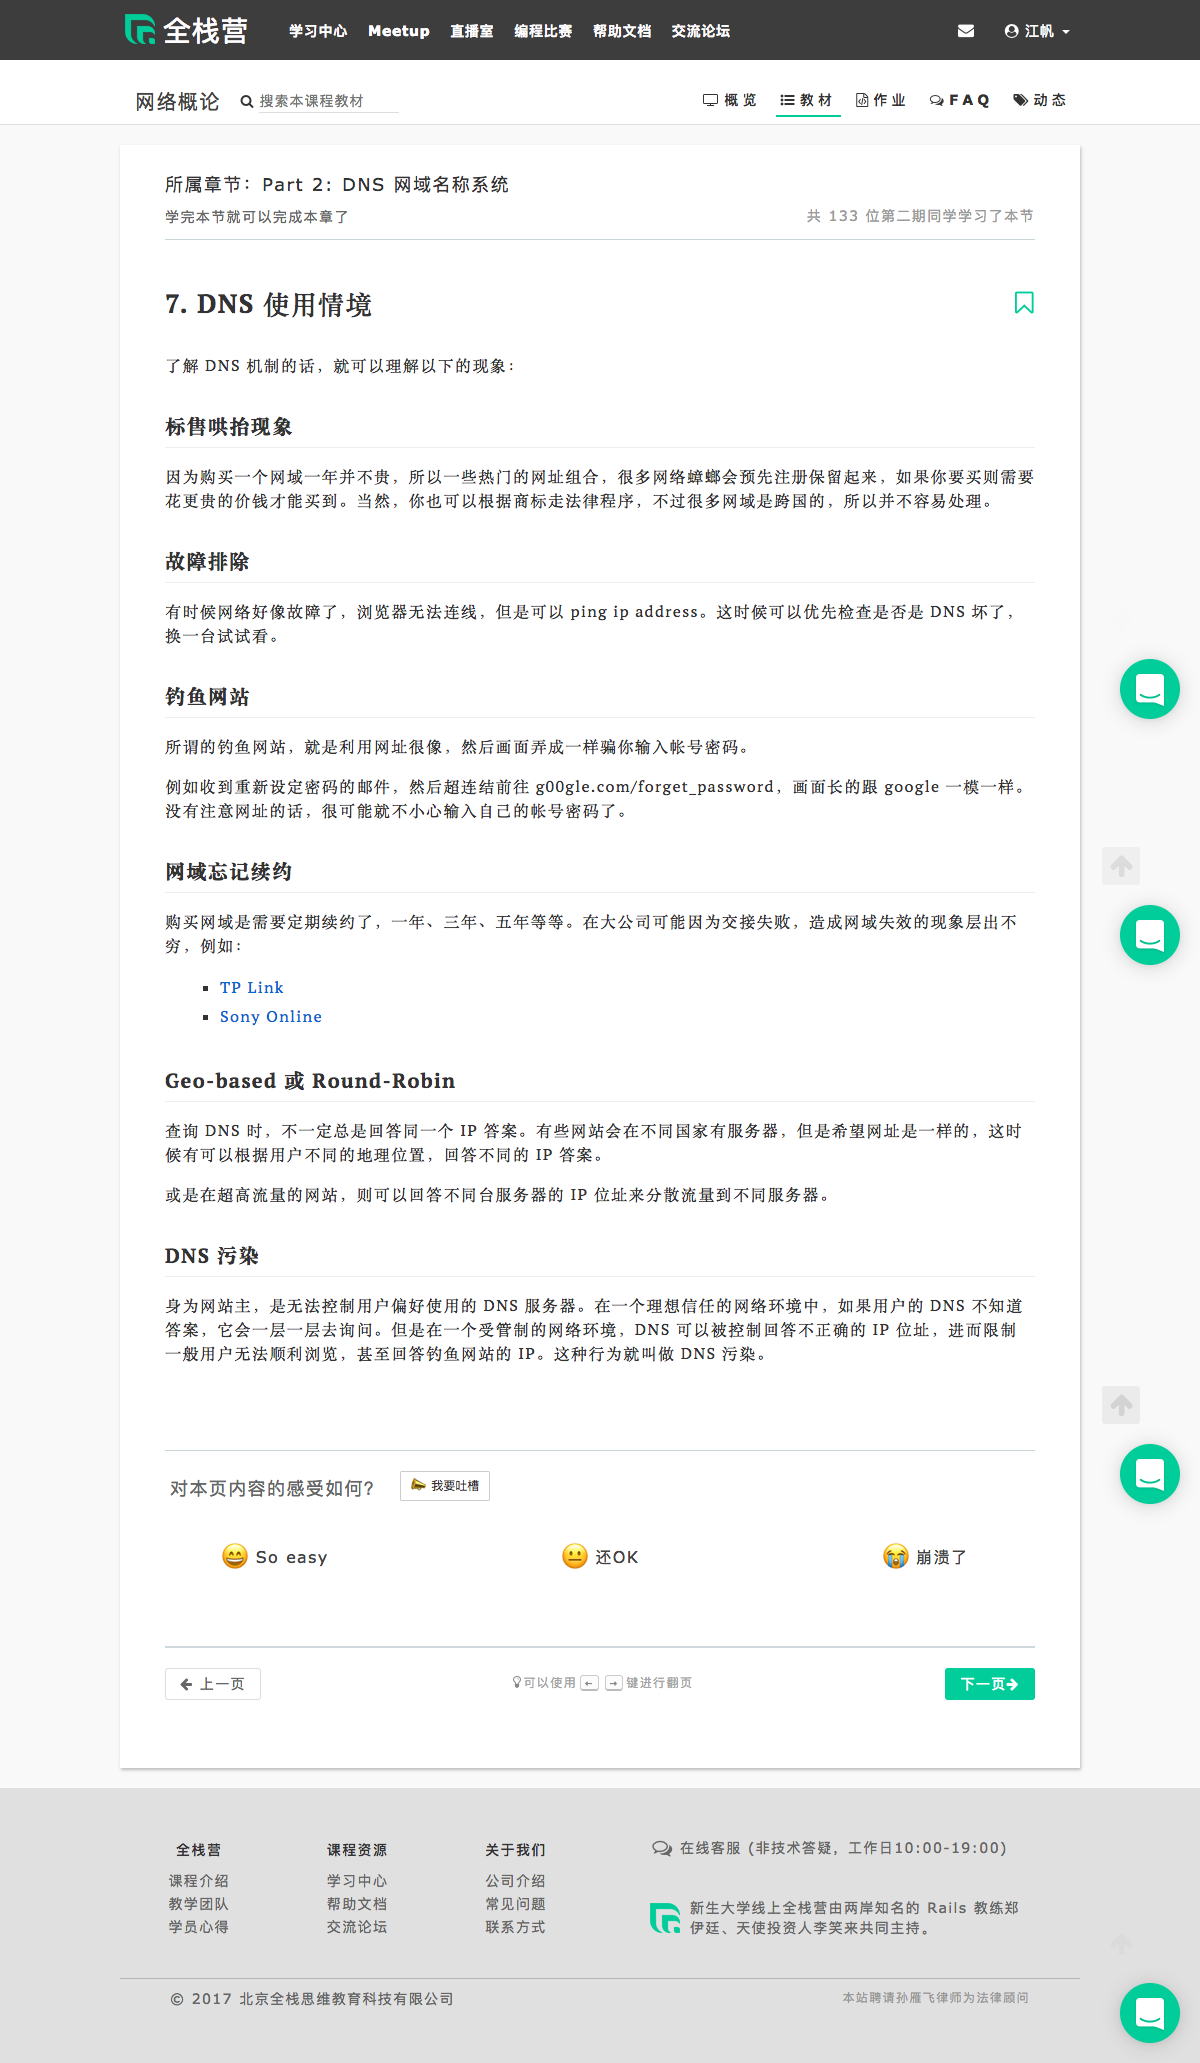 全栈营 学习中心 Meetup 直播室 编程比赛 帮助文档 交流论坛 江帆
网络概论 搜索本课程教材 概览 教材 作业 FAQ 动态
所属章节：Part 2: DNS 网域名称系统
学完本节就可以完成本章了 共 133 位第二期同学学习了本节
7. DNS 使用情境
了解 DNS 机制的话，就可以理解以下的现象：
标售哄抬现象
因为购买一个网域一年并不贵，所以一些热门的网址组合，很多网络蟑螂会预先注册保留起来，如果你要买则需要
花更贵的价钱才能买到。当然，你也可以根据商标走法律程序，不过很多网域是跨国的，所以并不容易处理。
故障排除
有时候网络好像故障了，浏览器无法连线，但是可以 ping ip address。这时候可以优先检查是否是 DNS 坏了，
换一台试试看。
钓鱼网站
所谓的钓鱼网站，就是利用网址很像，然后画面弄成一样骗你输入帐号密码。
例如收到重新设定密码的邮件，然后超连结前往 g00gle.com/forget_password，画面长的跟 google 一模一样。
没有注意网址的话，很可能就不小心输入自己的帐号密码了。
网域忘记续约
购买网域是需要定期续约了，一年、三年、五年等等。在大公司可能因为交接失败，造成网域失效的现象层出不
穷，例如：
TP Link
Sony Online
Geo-based 或 Round-Robin
查询 DNS 时，不一定总是回答同一个 IP 答案。有些网站会在不同国家有服务器，但是希望网址是一样的，这时
候有可以根据用户不同的地理位置，回答不同的 IP 答案。
或是在超高流量的网站，则可以回答不同台服务器的 IP 位址来分散流量到不同服务器。
DNS 污染
身为网站主，是无法控制用户偏好使用的 DNS 服务器。在一个理想信任的网络环境中，如果用户的 DNS 不知道
答案，它会一层一层去询问。但是在一个受管制的网络环境，DNS 可以被控制回答不正确的 IP 位址，进而限制
一般用户无法顺利浏览，甚至回答钓鱼网站的 IP。这种行为就叫做 DNS 污染。
对本页内容的感受如何？ 我要吐槽
So easy 还OK 崩溃了
← 上一页 可以使用 ← → 键进行翻页 下一页→
全栈营 课程资源 关于我们 在线客服 (非技术答疑，工作日10:00-19:00)
课程介绍 学习中心 公司介绍
教学团队 帮助文档 常见问题 新生大学线上全栈营由两岸知名的 Rails 教练郑
学员心得 交流论坛 联系方式 伊廷、天使投资人李笑来共同主持。
© 2017 北京全栈思维教育科技有限公司 本站聘请孙雁飞律师为法律顾问